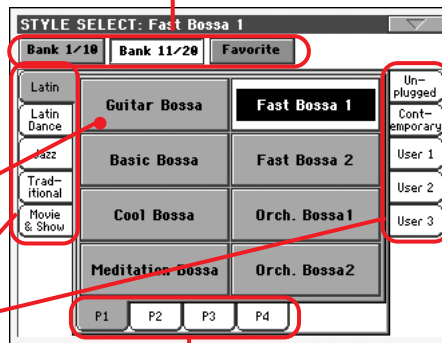 STYLE SELECT: Fast Bossa 1
Bank 1/10 Bank 11/20 Favorite
Latin
Latin
Dance
Jazz
Trad-
itional
Movie
& Show
Guitar Bossa Fast Bossa 1
Basic Bossa Fast Bossa 2
Cool Bossa Orch. Bossa1
Meditation Bossa Orch. Bossa2
Un-
plugged
Cont-
emporary
User 1
User 2
User 3
P1 P2 P3 P4